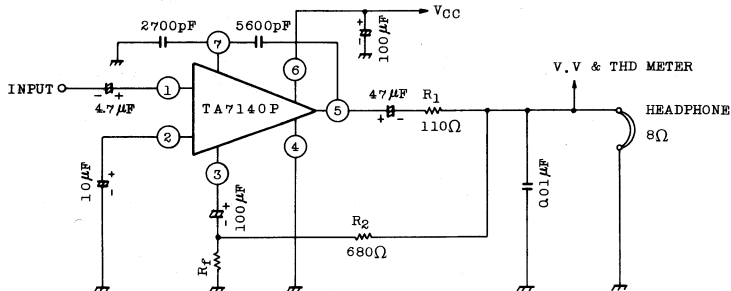 2700pF
5600pF
VCC
100μF
7
6
V.V & THD METER
INPUT
4.7μF
1
TA7140P
5
47μF
R1
110Ω
HEADPHONE
8Ω
2
4
3
10μF
100μF
0.01μF
R2
680Ω
Rf